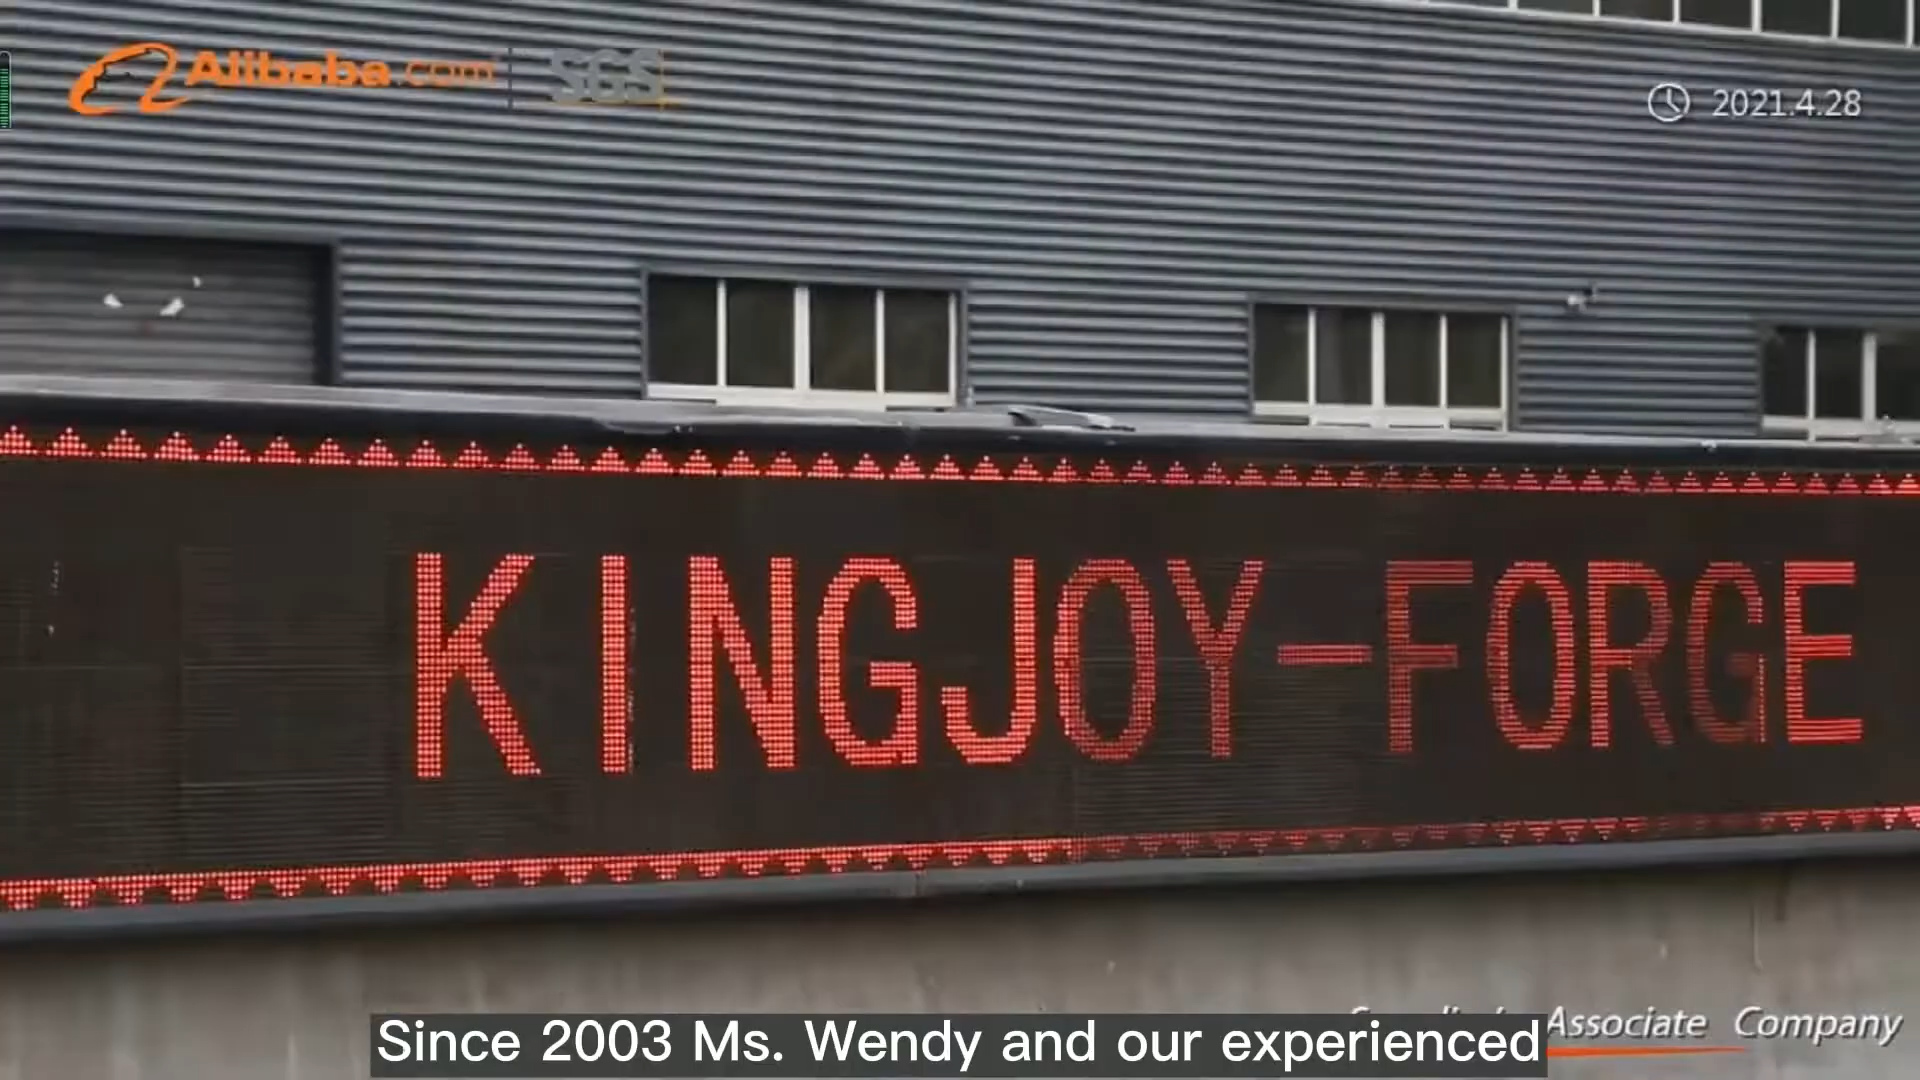 Alibaba.com SGS
2021.4.28
KINGJOY-FORGE
Associate Company
Since 2003 Ms. Wendy and our experienced